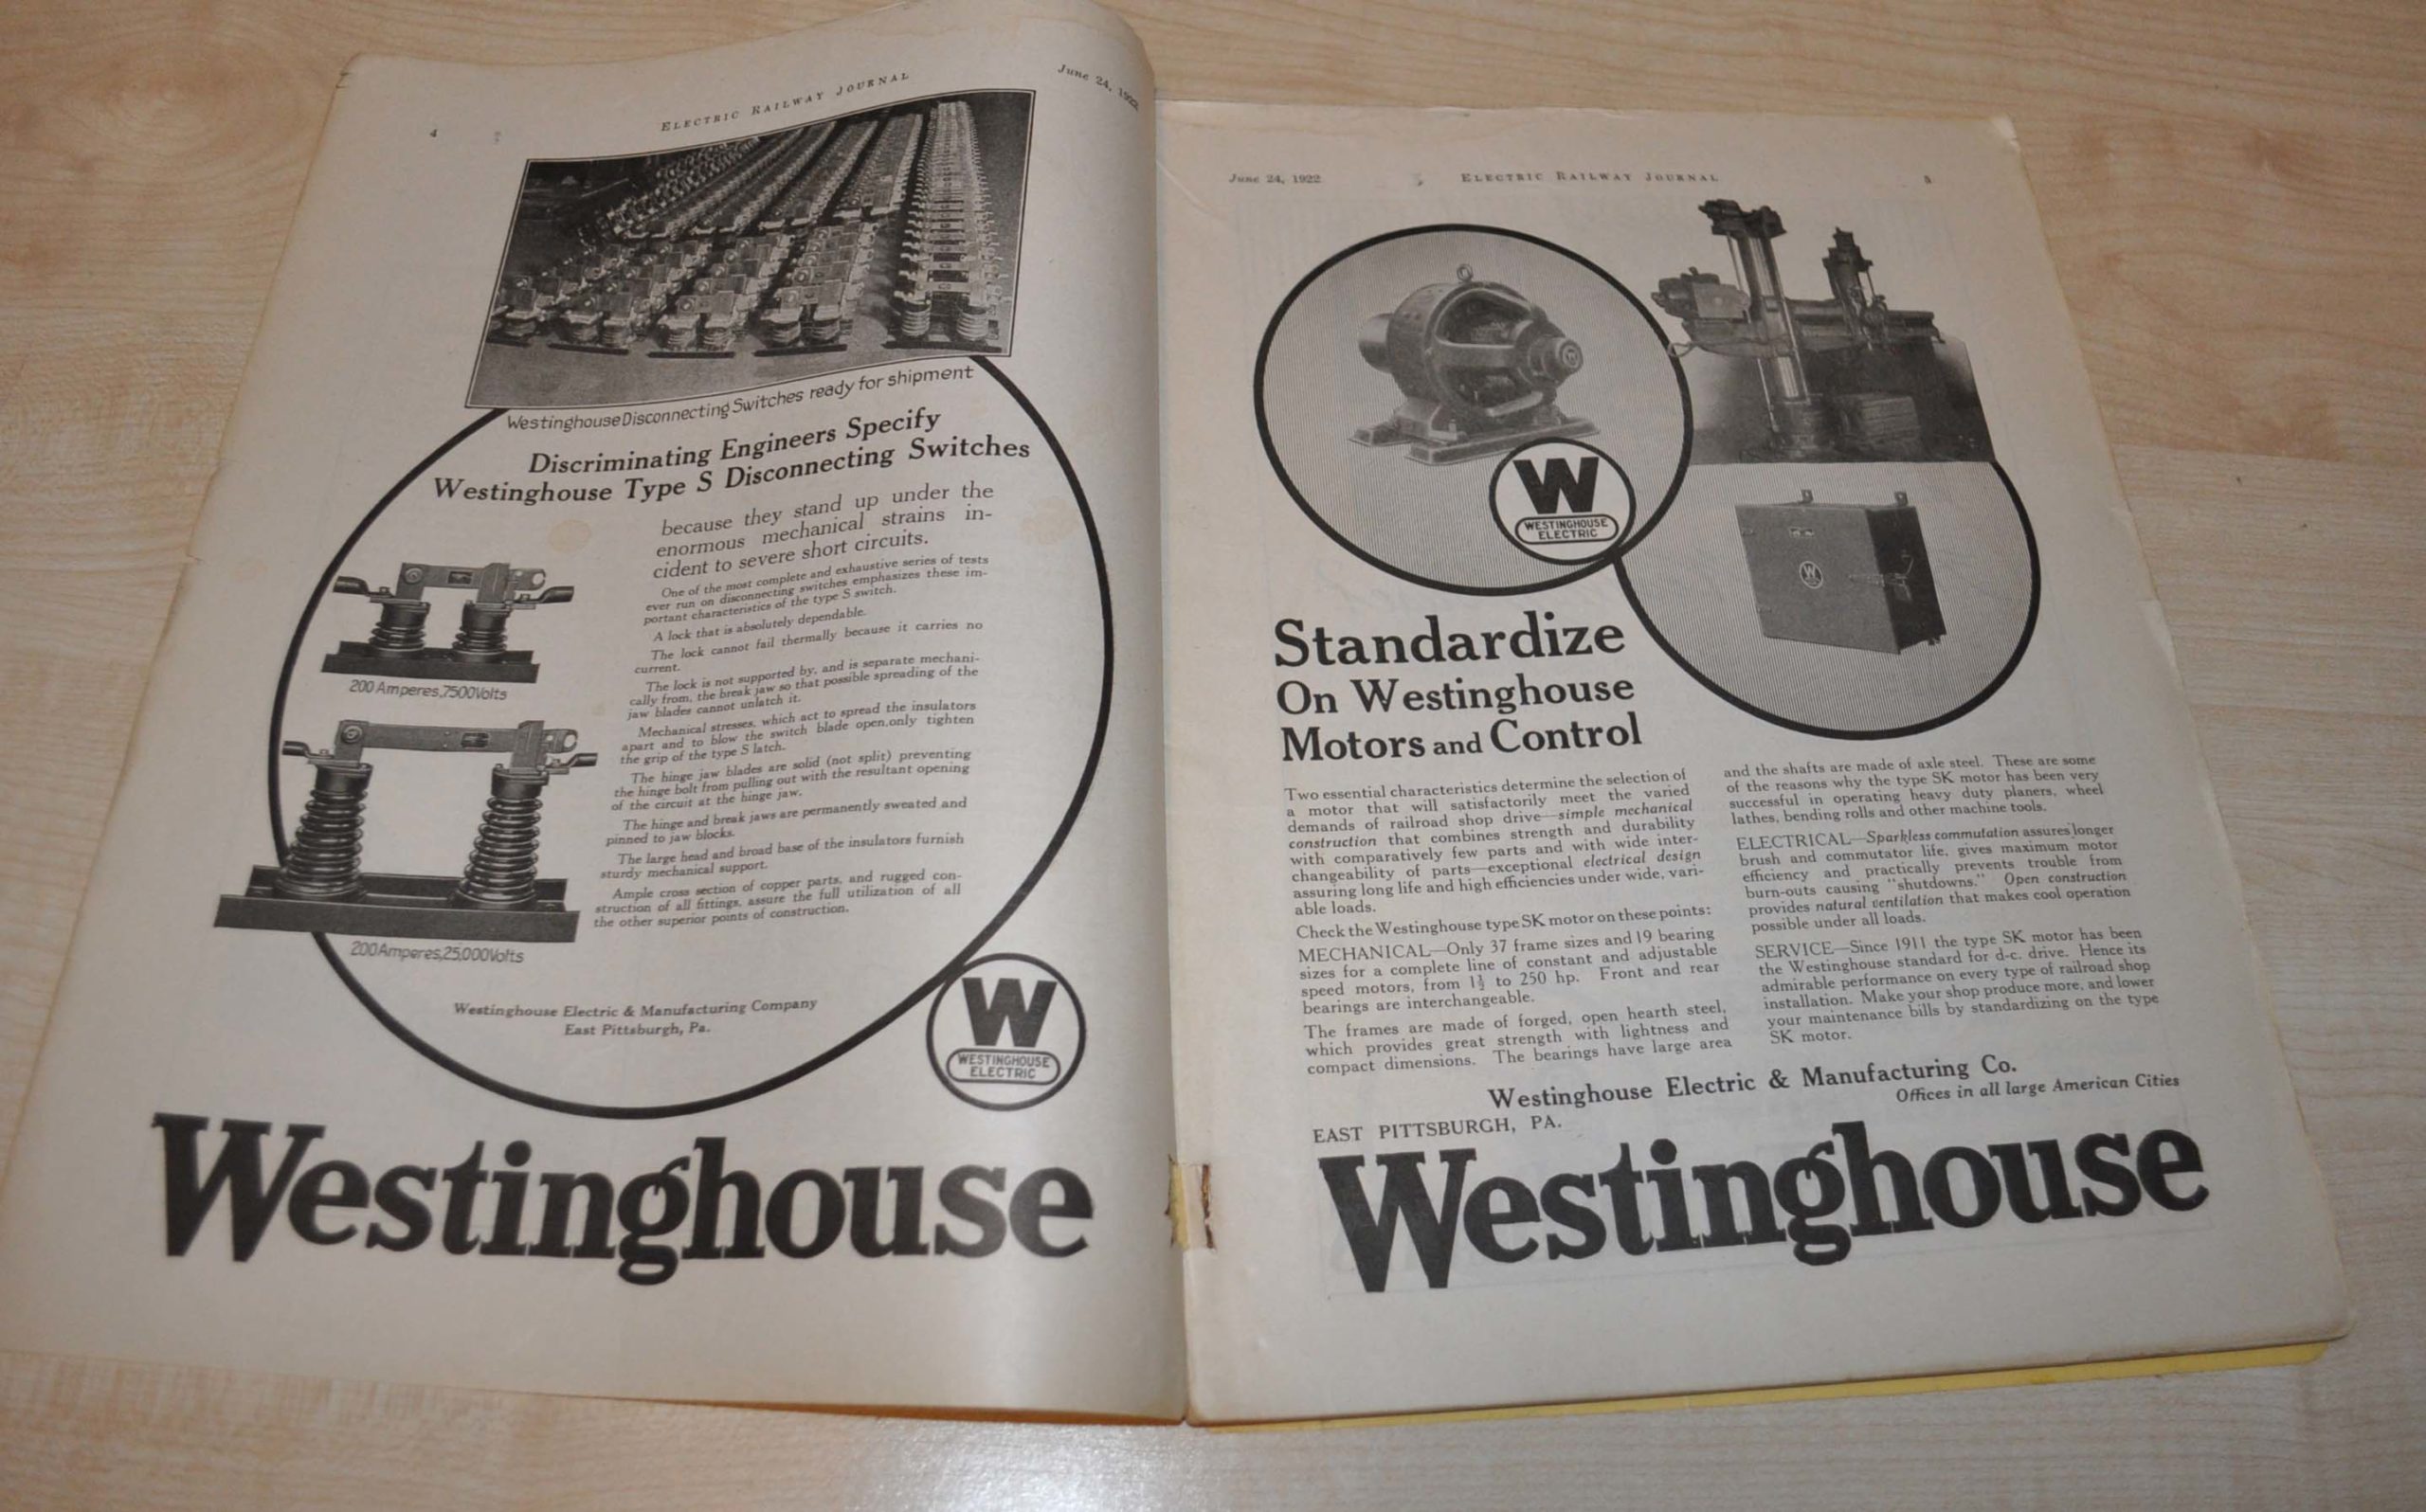 4
ELECTRIC RAILWAY JOURNAL
June 24, 1922
Westinghouse Disconnecting Switches ready for shipment
Discriminating Engineers Specify
Westinghouse Type S Disconnecting Switches
because they stand up under the
enormous mechanical strains in-
cident to severe short circuits.
One of the most complete and exhaustive series of tests
ever run on disconnecting switches emphasizes these im-
portant characteristics of the type S switch.
A lock that is absolutely dependable.
The lock cannot fail thermally because it carries no
current.
The lock is not supported by, and is separate mechani-
cally from, the break jaw so that possible spreading of the
jaw blades cannot unlatch it.
Mechanical stresses, which act to spread the insulators
apart and to blow the switch blade open, only tighten
the grip of the type S latch.
The hinge jaw blades are solid (not split) preventing
the hinge bolt from pulling out with the resultant opening
of the circuit at the hinge jaw.
The hinge and break jaws are permanently sweated and
pinned to jaw blocks.
The large head and broad base of the insulators furnish
sturdy mechanical support.
Ample cross section of copper parts, and rugged con-
struction of all fittings, assure the full utilization of all
the other superior points of construction.
200 Amperes, 7500 Volts
200 Amperes, 25,000 Volts
Westinghouse Electric & Manufacturing Company
East Pittsburgh, Pa.
W
WESTINGHOUSE
ELECTRIC
Westinghouse
June 24, 1922
ELECTRIC RAILWAY JOURNAL
5
W
WESTINGHOUSE
ELECTRIC
W
Standardize
On Westinghouse
Motors and Control
Two essential characteristics determine the selection of
a motor that will satisfactorily meet the varied
demands of railroad shop drive—simple mechanical
construction that combines strength and durability
with comparatively few parts and with wide inter-
changeability of parts—exceptional electrical design
assuring long life and high efficiencies under wide, vari-
able loads.
Check the Westinghouse type SK motor on these points:
MECHANICAL—Only 37 frame sizes and 19 bearing
sizes for a complete line of constant and adjustable
speed motors, from 1½ to 250 hp. Front and rear
bearings are interchangeable.
The frames are made of forged, open hearth steel,
which provides great strength with lightness and
compact dimensions. The bearings have large area
and the shafts are made of axle steel. These are some
of the reasons why the type SK motor has been very
successful in operating heavy duty planers, wheel
lathes, bending rolls and other machine tools.
ELECTRICAL—Sparkless commutation assures longer
brush and commutator life, gives maximum motor
efficiency and practically prevents trouble from
burn-outs causing "shutdowns." Open construction
provides natural ventilation that makes cool operation
possible under all loads.
SERVICE—Since 1911 the type SK motor has been
the Westinghouse standard for d-c. drive. Hence its
admirable performance on every type of railroad shop
installation. Make your shop produce more, and lower
your maintenance bills by standardizing on the type
SK motor.
Westinghouse Electric & Manufacturing Co.
Offices in all large American Cities
EAST PITTSBURGH, PA.
Westinghouse